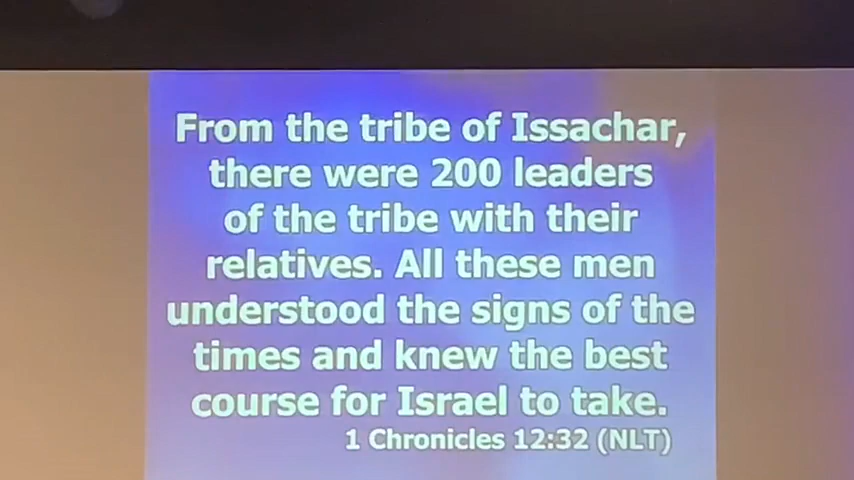 From the tribe of Issachar,
there were 200 leaders
of the tribe with their
relatives. All these men
understood the signs of the
times and knew the best
course for Israel to take.
1 Chronicles 12:32 (NLT)